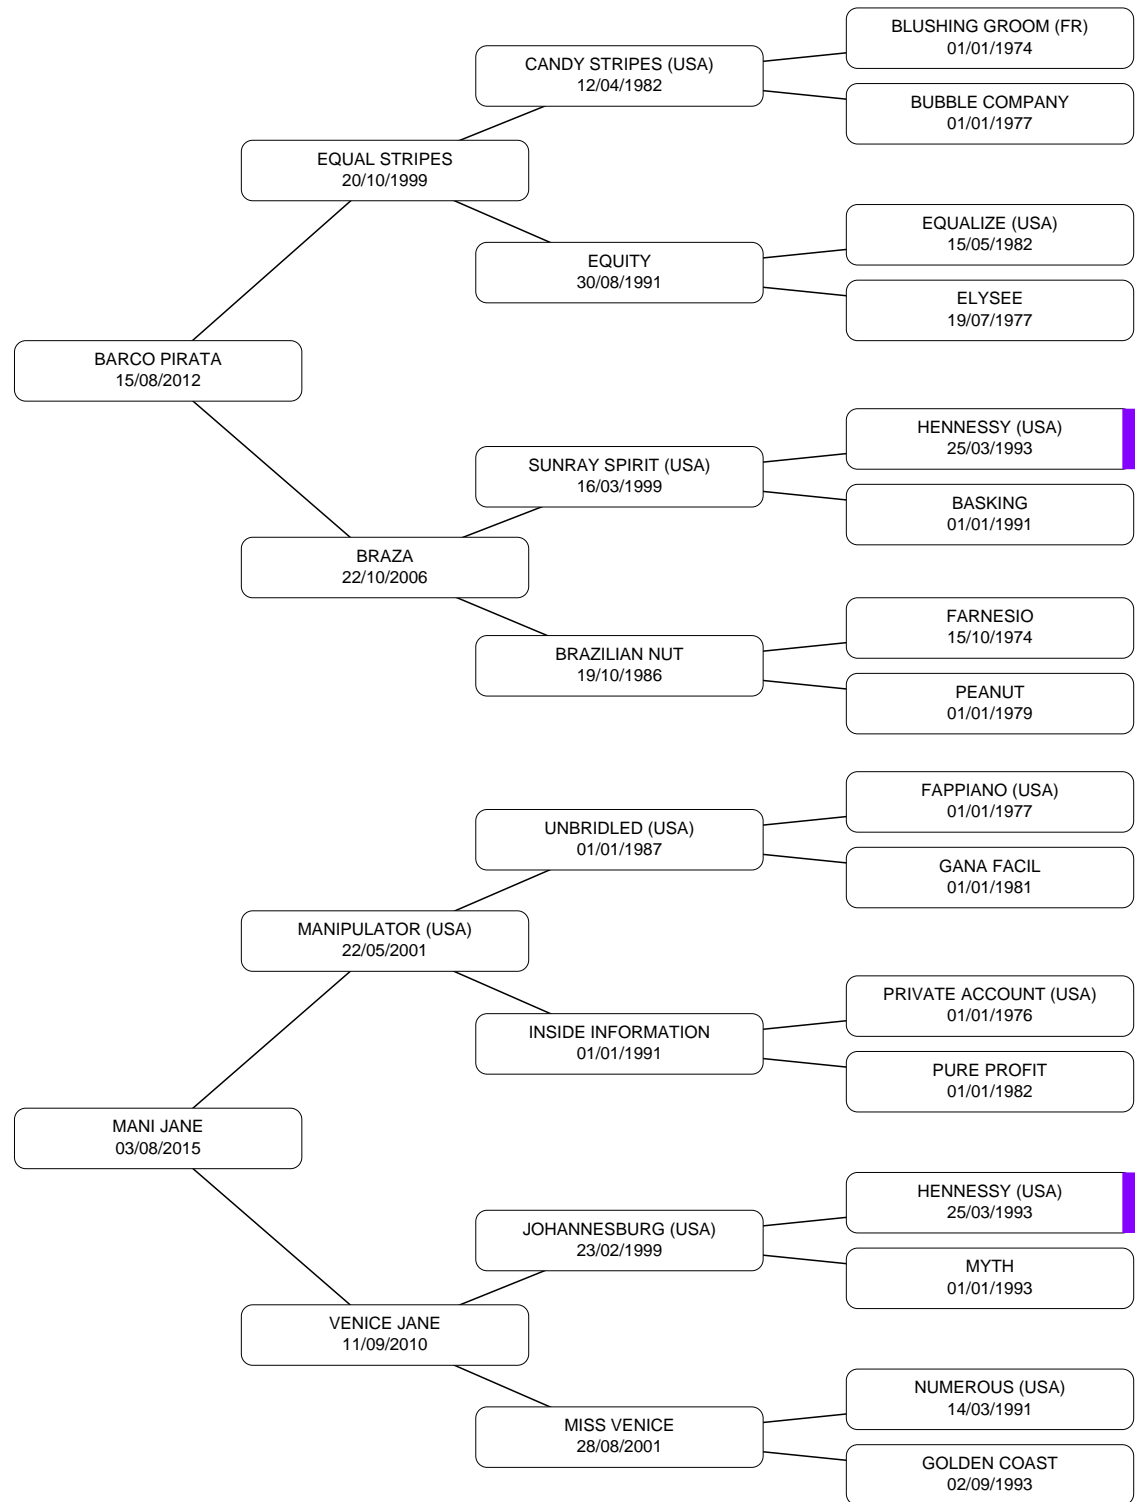 BLUSHING GROOM (FR)
01/01/1974
CANDY STRIPES (USA)
12/04/1982
BUBBLE COMPANY
01/01/1977
EQUAL STRIPES
20/10/1999
EQUALIZE (USA)
15/05/1982
EQUITY
30/08/1991
ELYSEE
19/07/1977
BARCO PIRATA
15/08/2012
HENNESSY (USA)
25/03/1993
SUNRAY SPIRIT (USA)
16/03/1999
BASKING
01/01/1991
BRAZA
22/10/2006
FARNESIO
15/10/1974
BRAZILIAN NUT
19/10/1986
PEANUT
01/01/1979
FAPPIANO (USA)
01/01/1977
UNBRIDLED (USA)
01/01/1987
GANA FACIL
01/01/1981
MANIPULATOR (USA)
22/05/2001
PRIVATE ACCOUNT (USA)
01/01/1976
INSIDE INFORMATION
01/01/1991
PURE PROFIT
01/01/1982
MANI JANE
03/08/2015
HENNESSY (USA)
25/03/1993
JOHANNESBURG (USA)
23/02/1999
MYTH
01/01/1993
VENICE JANE
11/09/2010
NUMEROUS (USA)
14/03/1991
MISS VENICE
28/08/2001
GOLDEN COAST
02/09/1993